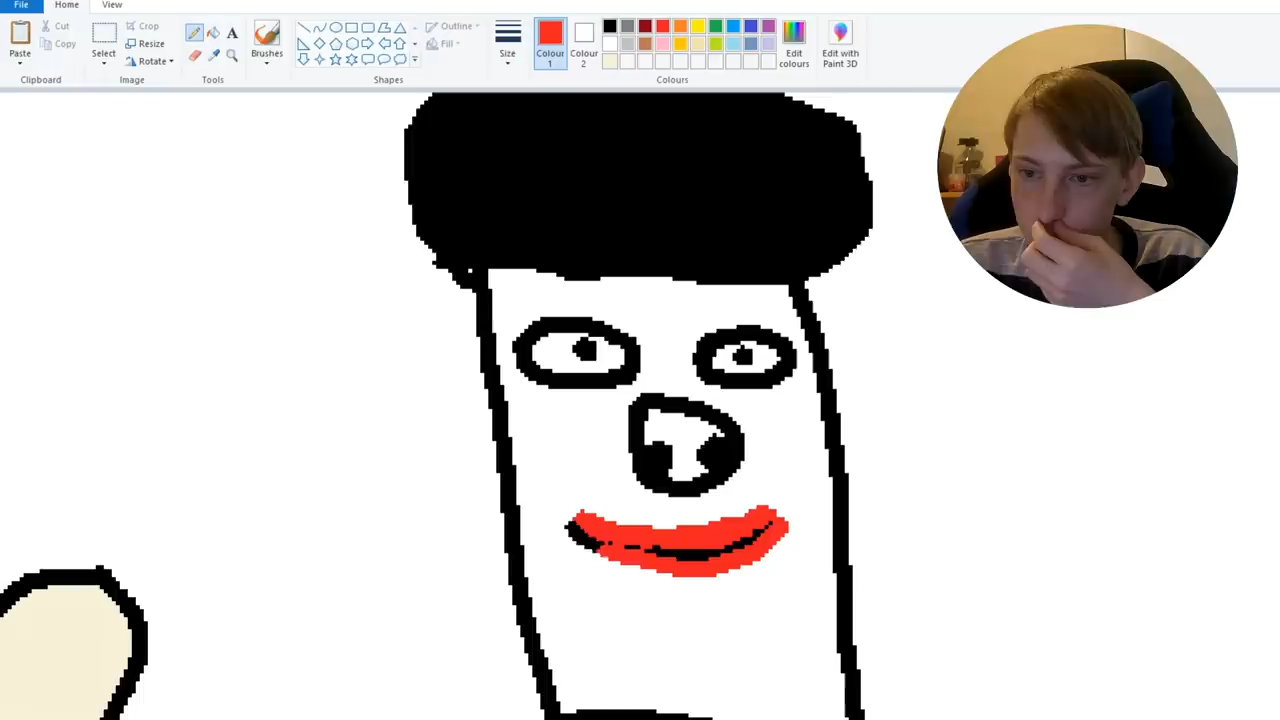 File Home View
Paste
Cut
Copy
Clipboard
Select
Crop
Resize
Rotate
Image
A
Tools
Brushes
Outline
Fill
Shapes
Size
Colour 1
Colour 2
Edit colours
Colours
Edit with Paint 3D